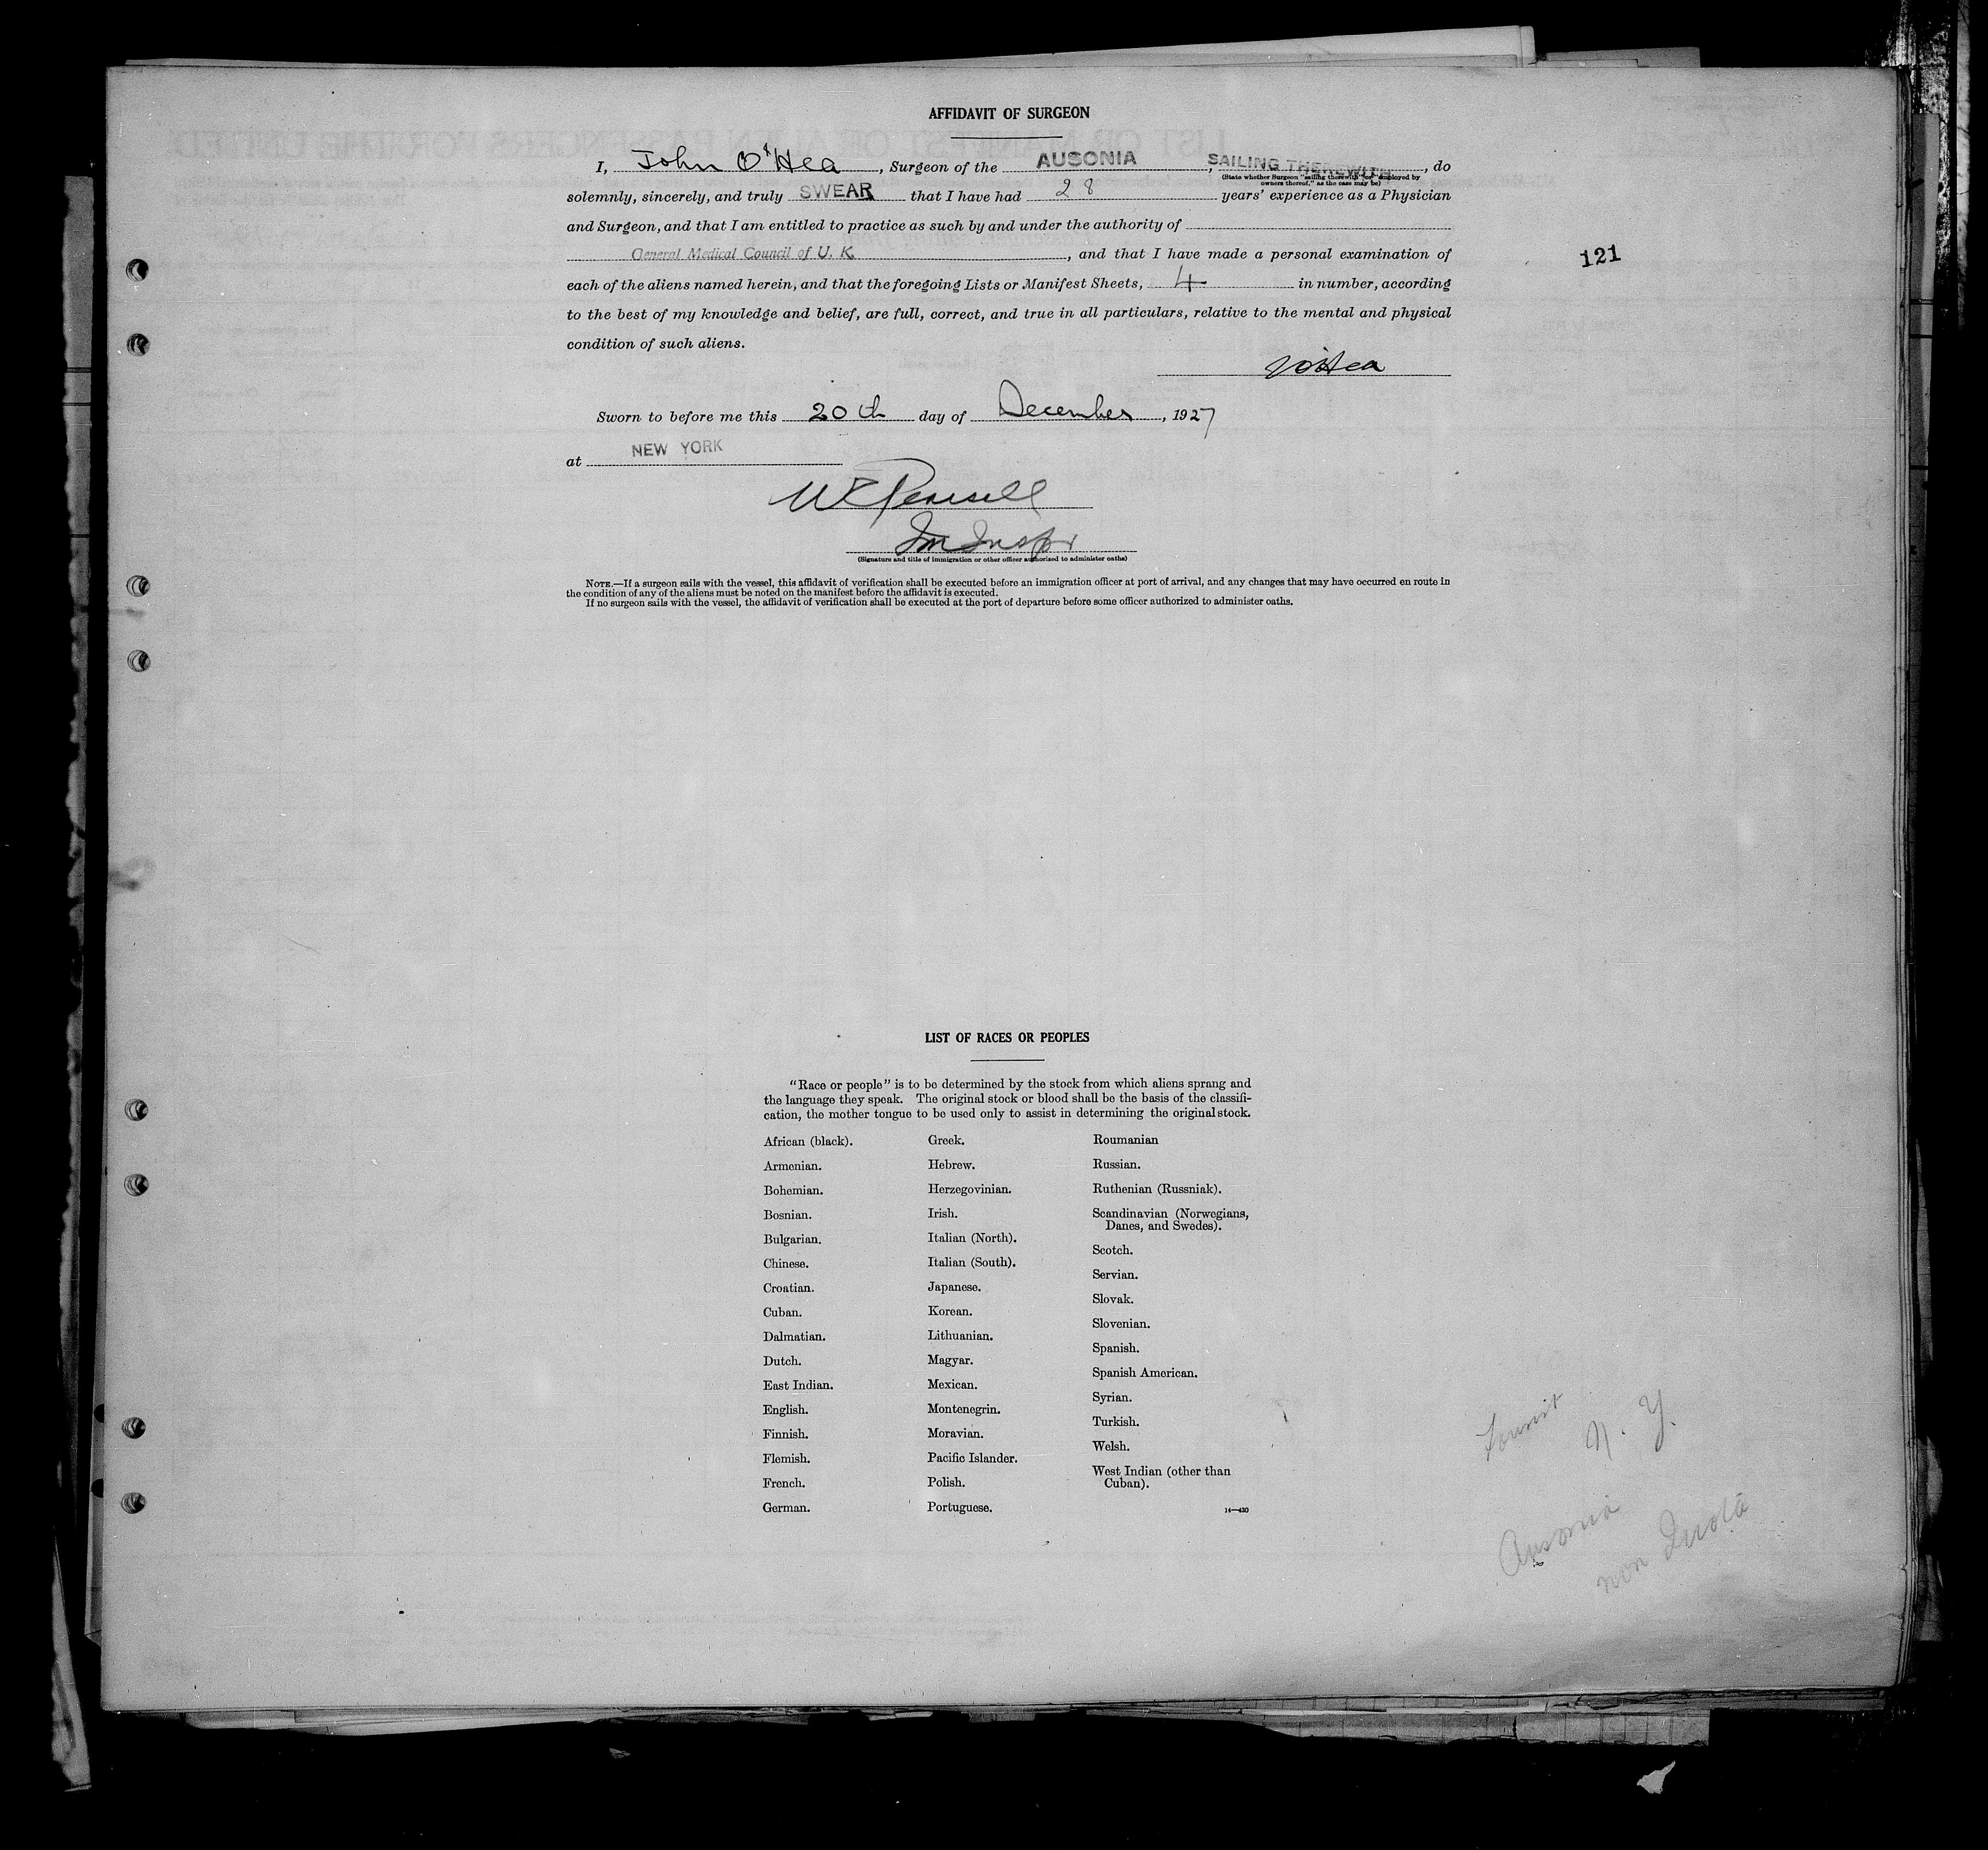 AFFIDAVIT OF SURGEON
I, John O'Hea, Surgeon of the AUSONIA, SAILING THEREWITH, do
(State whether Surgeon "sailing therewith" or "employed by
owners thereof," as the case may be)
solemnly, sincerely, and truly SWEAR that I have had 28 years' experience as a Physician
and Surgeon, and that I am entitled to practice as such by and under the authority of
General Medical Council of U. K., and that I have made a personal examination of
121
each of the aliens named herein, and that the foregoing Lists or Manifest Sheets, 4 in number, according
to the best of my knowledge and belief, are full, correct, and true in all particulars, relative to the mental and physical
condition of such aliens.
J O'Hea
Sworn to before me this 20th day of December, 1927
at NEW YORK
Im Inspr
(Signature and title of immigration or other officer authorized to administer oaths)
NOTE.—If a surgeon sails with the vessel, this affidavit of verification shall be executed before an immigration officer at port of arrival, and any changes that may have occurred en route in
the condition of any of the aliens must be noted on the manifest before the affidavit is executed.
If no surgeon sails with the vessel, the affidavit of verification shall be executed at the port of departure before some officer authorized to administer oaths.
LIST OF RACES OR PEOPLES
"Race or people" is to be determined by the stock from which aliens sprang and
the language they speak. The original stock or blood shall be the basis of the classifi-
cation, the mother tongue to be used only to assist in determining the original stock.
African (black).
Armenian.
Bohemian.
Bosnian.
Bulgarian.
Chinese.
Croatian.
Cuban.
Dalmatian.
Dutch.
East Indian.
English.
Finnish.
Flemish.
French.
German.
Greek.
Hebrew.
Herzegovinian.
Irish.
Italian (North).
Italian (South).
Japanese.
Korean.
Lithuanian.
Magyar.
Mexican.
Montenegrin.
Moravian.
Pacific Islander.
Polish.
Portuguese.
Roumanian
Russian.
Ruthenian (Russniak).
Scandinavian (Norwegians,
Danes, and Swedes).
Scotch.
Servian.
Slovak.
Slovenian.
Spanish.
Spanish American.
Syrian.
Turkish.
Welsh.
West Indian (other than
Cuban).
14—430
Tourist
N. Y.
Ausonia
non Quota